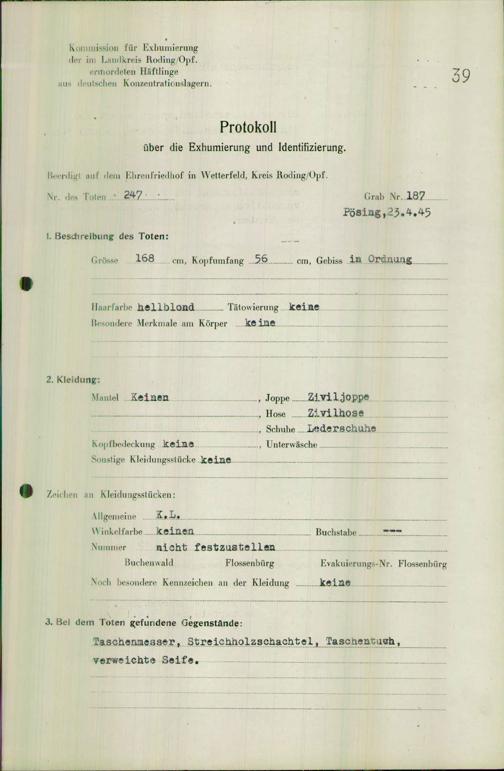 Kommission für Exhumierung
der im Landkreis Roding/Opf.
ermordeten Häftlinge
aus deutschen Konzentrationslagern.
39
Protokoll
über die Exhumierung und Identifizierung.
Beerdigt auf dem Ehrenfriedhof in Wetterfeld, Kreis Roding/Opf.
Nr. des Toten 247 Grab Nr. 187
Pösing,23.4.45
1. Beschreibung des Toten:
Grösse 168 cm, Kopfumfang 56 cm, Gebiss in Ordnung
Haarfarbe hellblond Tätowierung keine
Besondere Merkmale am Körper keine
2. Kleidung:
Mantel Keinen , Joppe Ziviljoppe
, Hose Zivilhose
, Schuhe Lederschuhe
Kopfbedeckung keine , Unterwäsche
Sonstige Kleidungsstücke keine
Zeichen an Kleidungsstücken:
Allgemeine K.L.
Winkelfarbe keinen Buchstabe ---
Nummer nicht festzustellen
Buchenwald Flossenbürg Evakuierungs-Nr. Flossenbürg
Noch besondere Kennzeichen an der Kleidung keine
3. Bei dem Toten gefundene Gegenstände:
Taschenmesser, Streichholzschachtel, Taschentuch,
verweichte Seife.